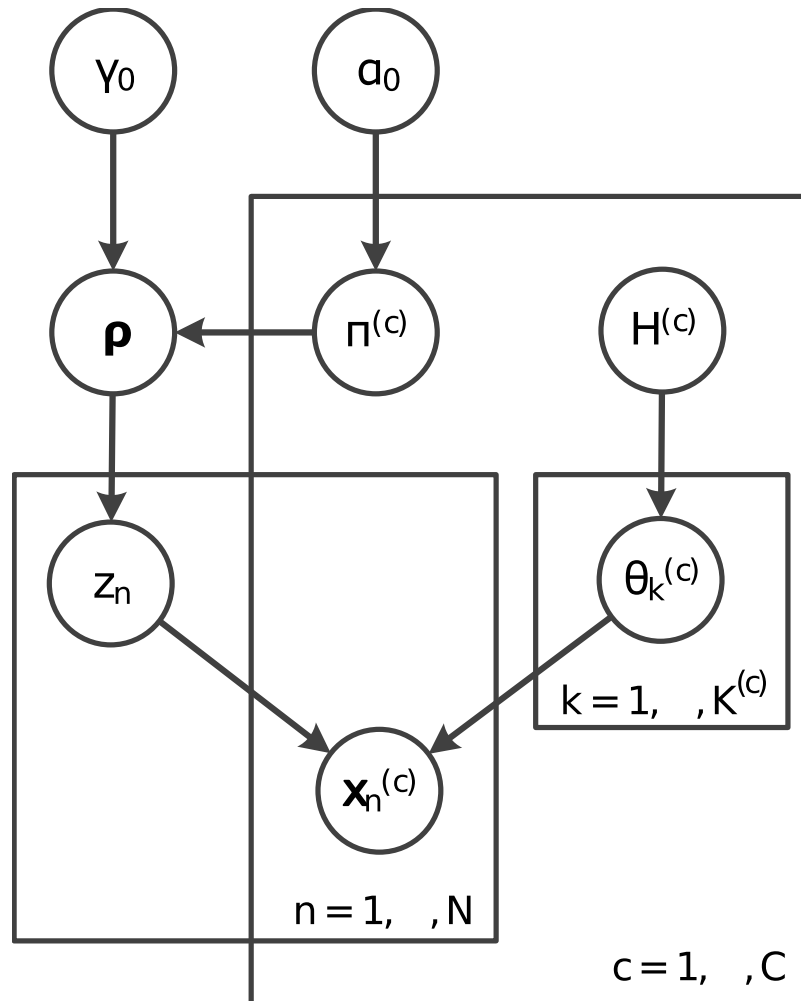 γ₀ α₀
ρ π⁽ᶜ⁾ H⁽ᶜ⁾
zₙ θₖ⁽ᶜ⁾
k = 1, ,K⁽ᶜ⁾
xₙ⁽ᶜ⁾
n = 1, ,N
c = 1, ,C